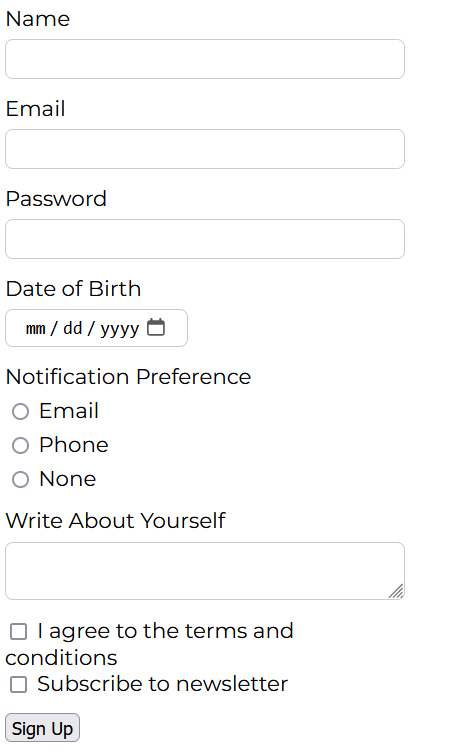 Name
Email
Password
Date of Birth
mm / dd / yyyy
Notification Preference
Email
Phone
None
Write About Yourself
I agree to the terms and
conditions
Subscribe to newsletter
Sign Up